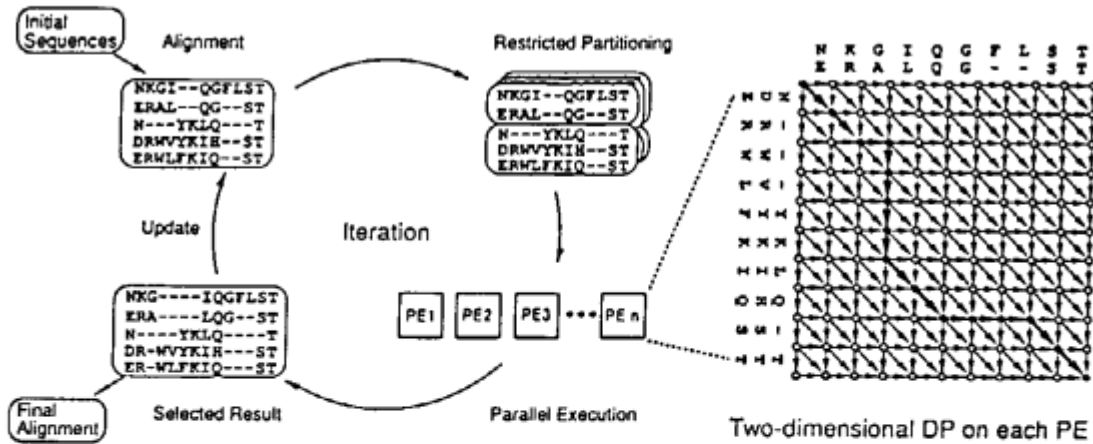 Initial
Sequences
Alignment
NKGI--QGFLST
ERAL--QG--ST
N---YKLQ---T
DRWVYKIH--ST
ERWLFKIQ--ST
Restricted Partitioning
NKGI--QGFLST
ERAL--QG--ST
N---YKLQ---T
DRWVYKIH--ST
ERWLFKIQ--ST
Update
Iteration
NKG----IQGFLST
ERA----LQG--ST
N----YKLQ----T
DR-WVYKIH---ST
ER-WLFKIQ---ST
PE1 PE2 PE3 ••• PE n
Final
Alignment
Selected Result
Parallel Execution
N K G I Q G F L S T
E R A L Q G - - S T
Two-dimensional DP on each PE